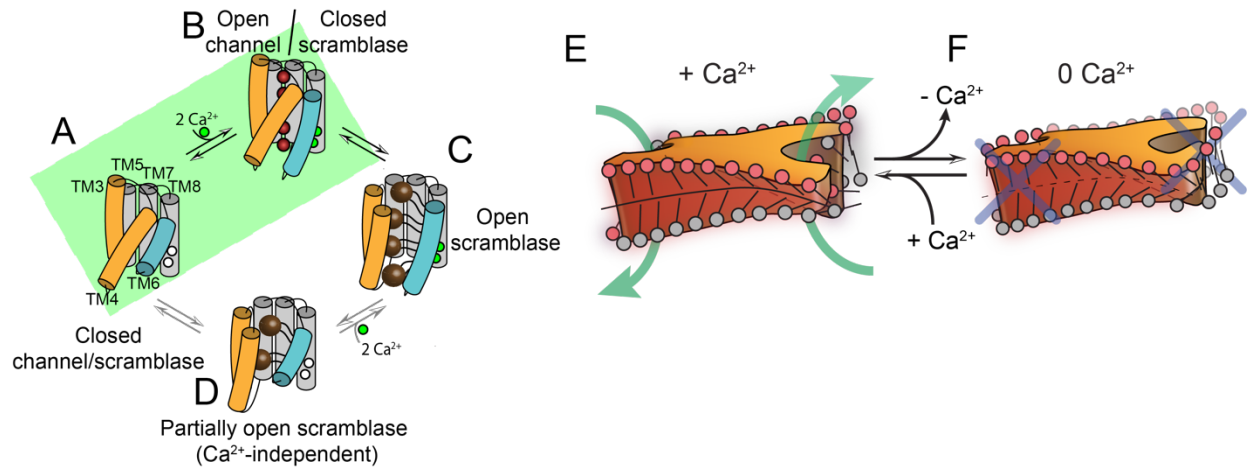 B
Open channel
Closed scramblase
A
2 Ca²⁺
TM5
TM7
TM3
TM8
TM6
TM4
Closed channel/scramblase
C
Open scramblase
2 Ca²⁺
D
Partially open scramblase
(Ca²⁺-independent)
E
+ Ca²⁺
- Ca²⁺
+ Ca²⁺
F
0 Ca²⁺